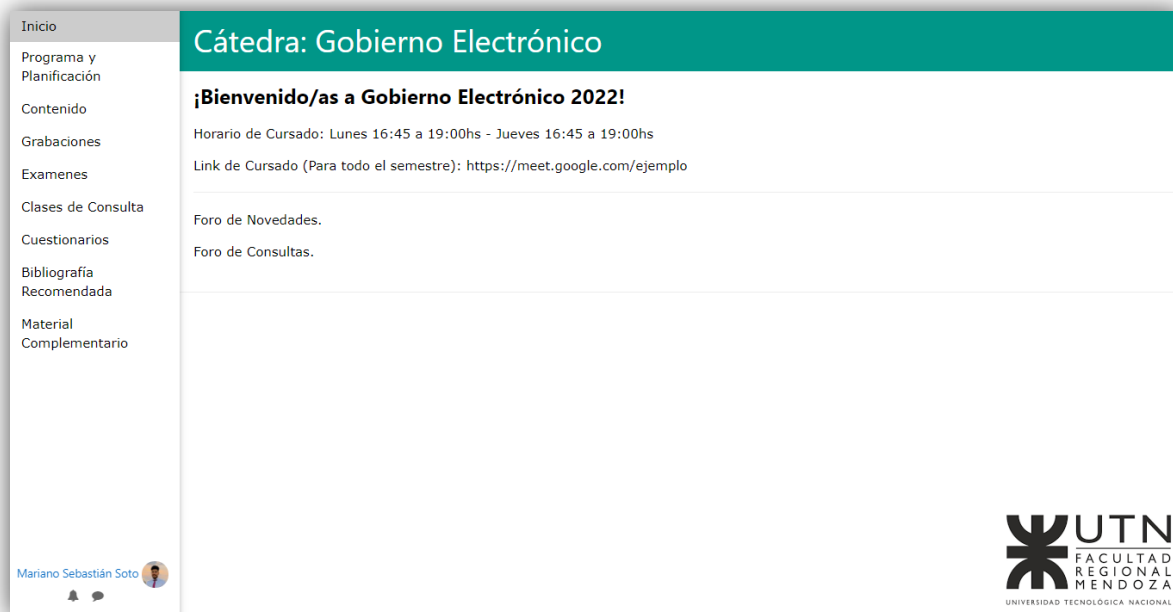 Inicio
Programa y
Planificación
Contenido
Grabaciones
Examenes
Clases de Consulta
Cuestionarios
Bibliografía
Recomendada
Material
Complementario
Mariano Sebastián Soto
Cátedra: Gobierno Electrónico
¡Bienvenido/as a Gobierno Electrónico 2022!
Horario de Cursado: Lunes 16:45 a 19:00hs - Jueves 16:45 a 19:00hs
Link de Cursado (Para todo el semestre): https://meet.google.com/ejemplo
Foro de Novedades.
Foro de Consultas.
UTN
FACULTAD
REGIONAL
MENDOZA
UNIVERSIDAD TECNOLÓGICA NACIONAL